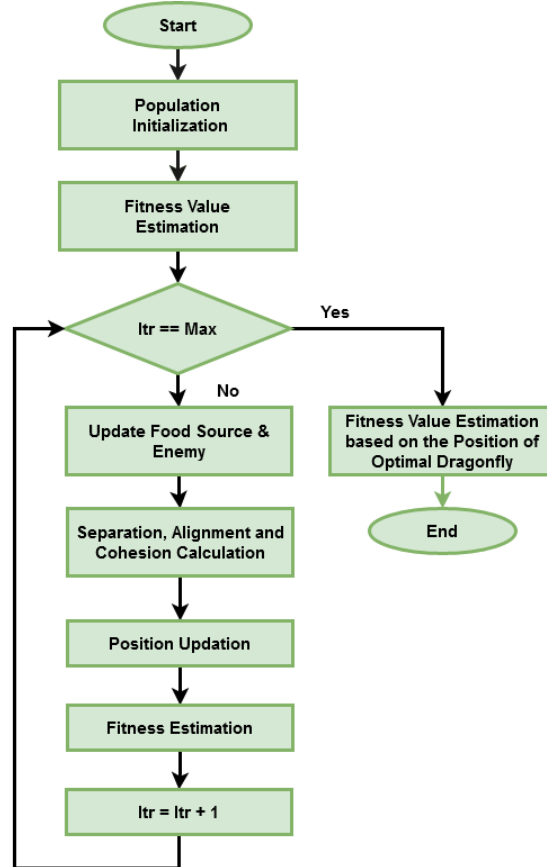 Start
Population
Initialization
Fitness Value
Estimation
Itr == Max
Yes
No
Update Food Source &
Enemy
Fitness Value Estimation
based on the Position of
Optimal Dragonfly
Separation, Alignment and
Cohesion Calculation
End
Position Updation
Fitness Estimation
Itr = Itr + 1